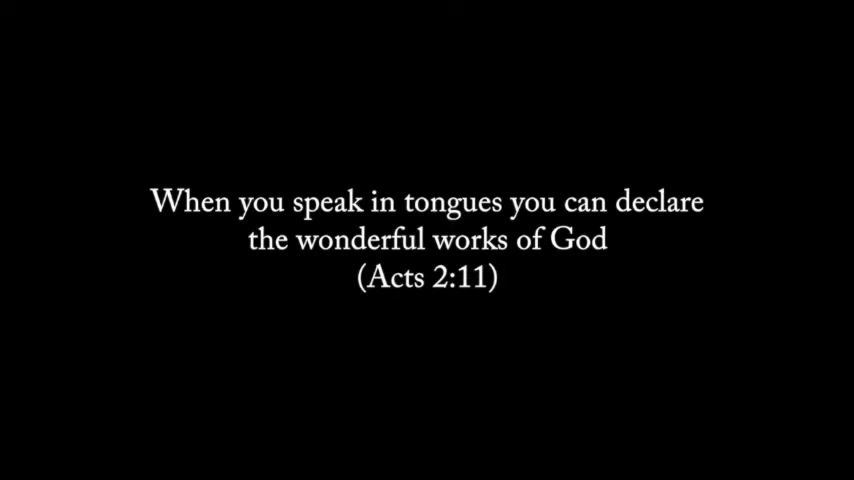 When you speak in tongues you can declare
the wonderful works of God
(Acts 2:11)